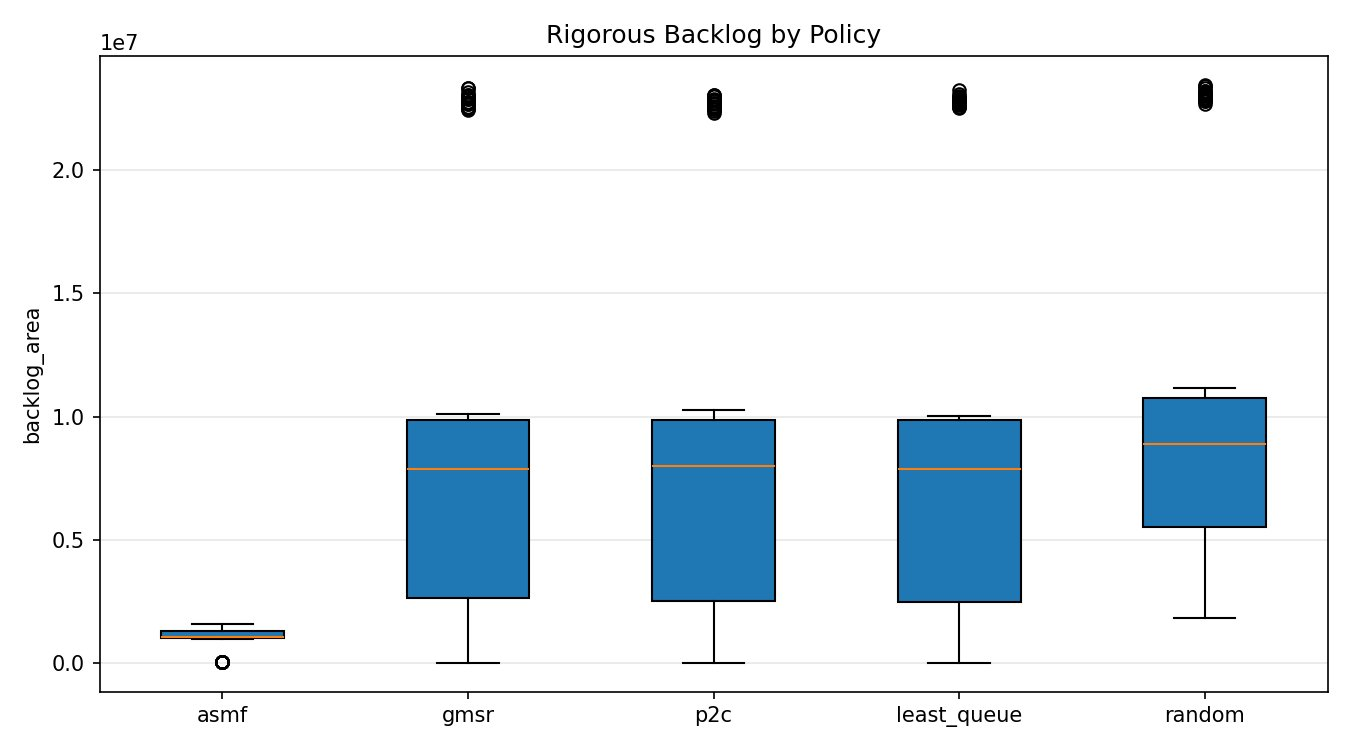 Rigorous Backlog by Policy
1e7
2.0
1.5
1.0
0.5
0.0
backlog_area
asmf gmsr p2c least_queue random